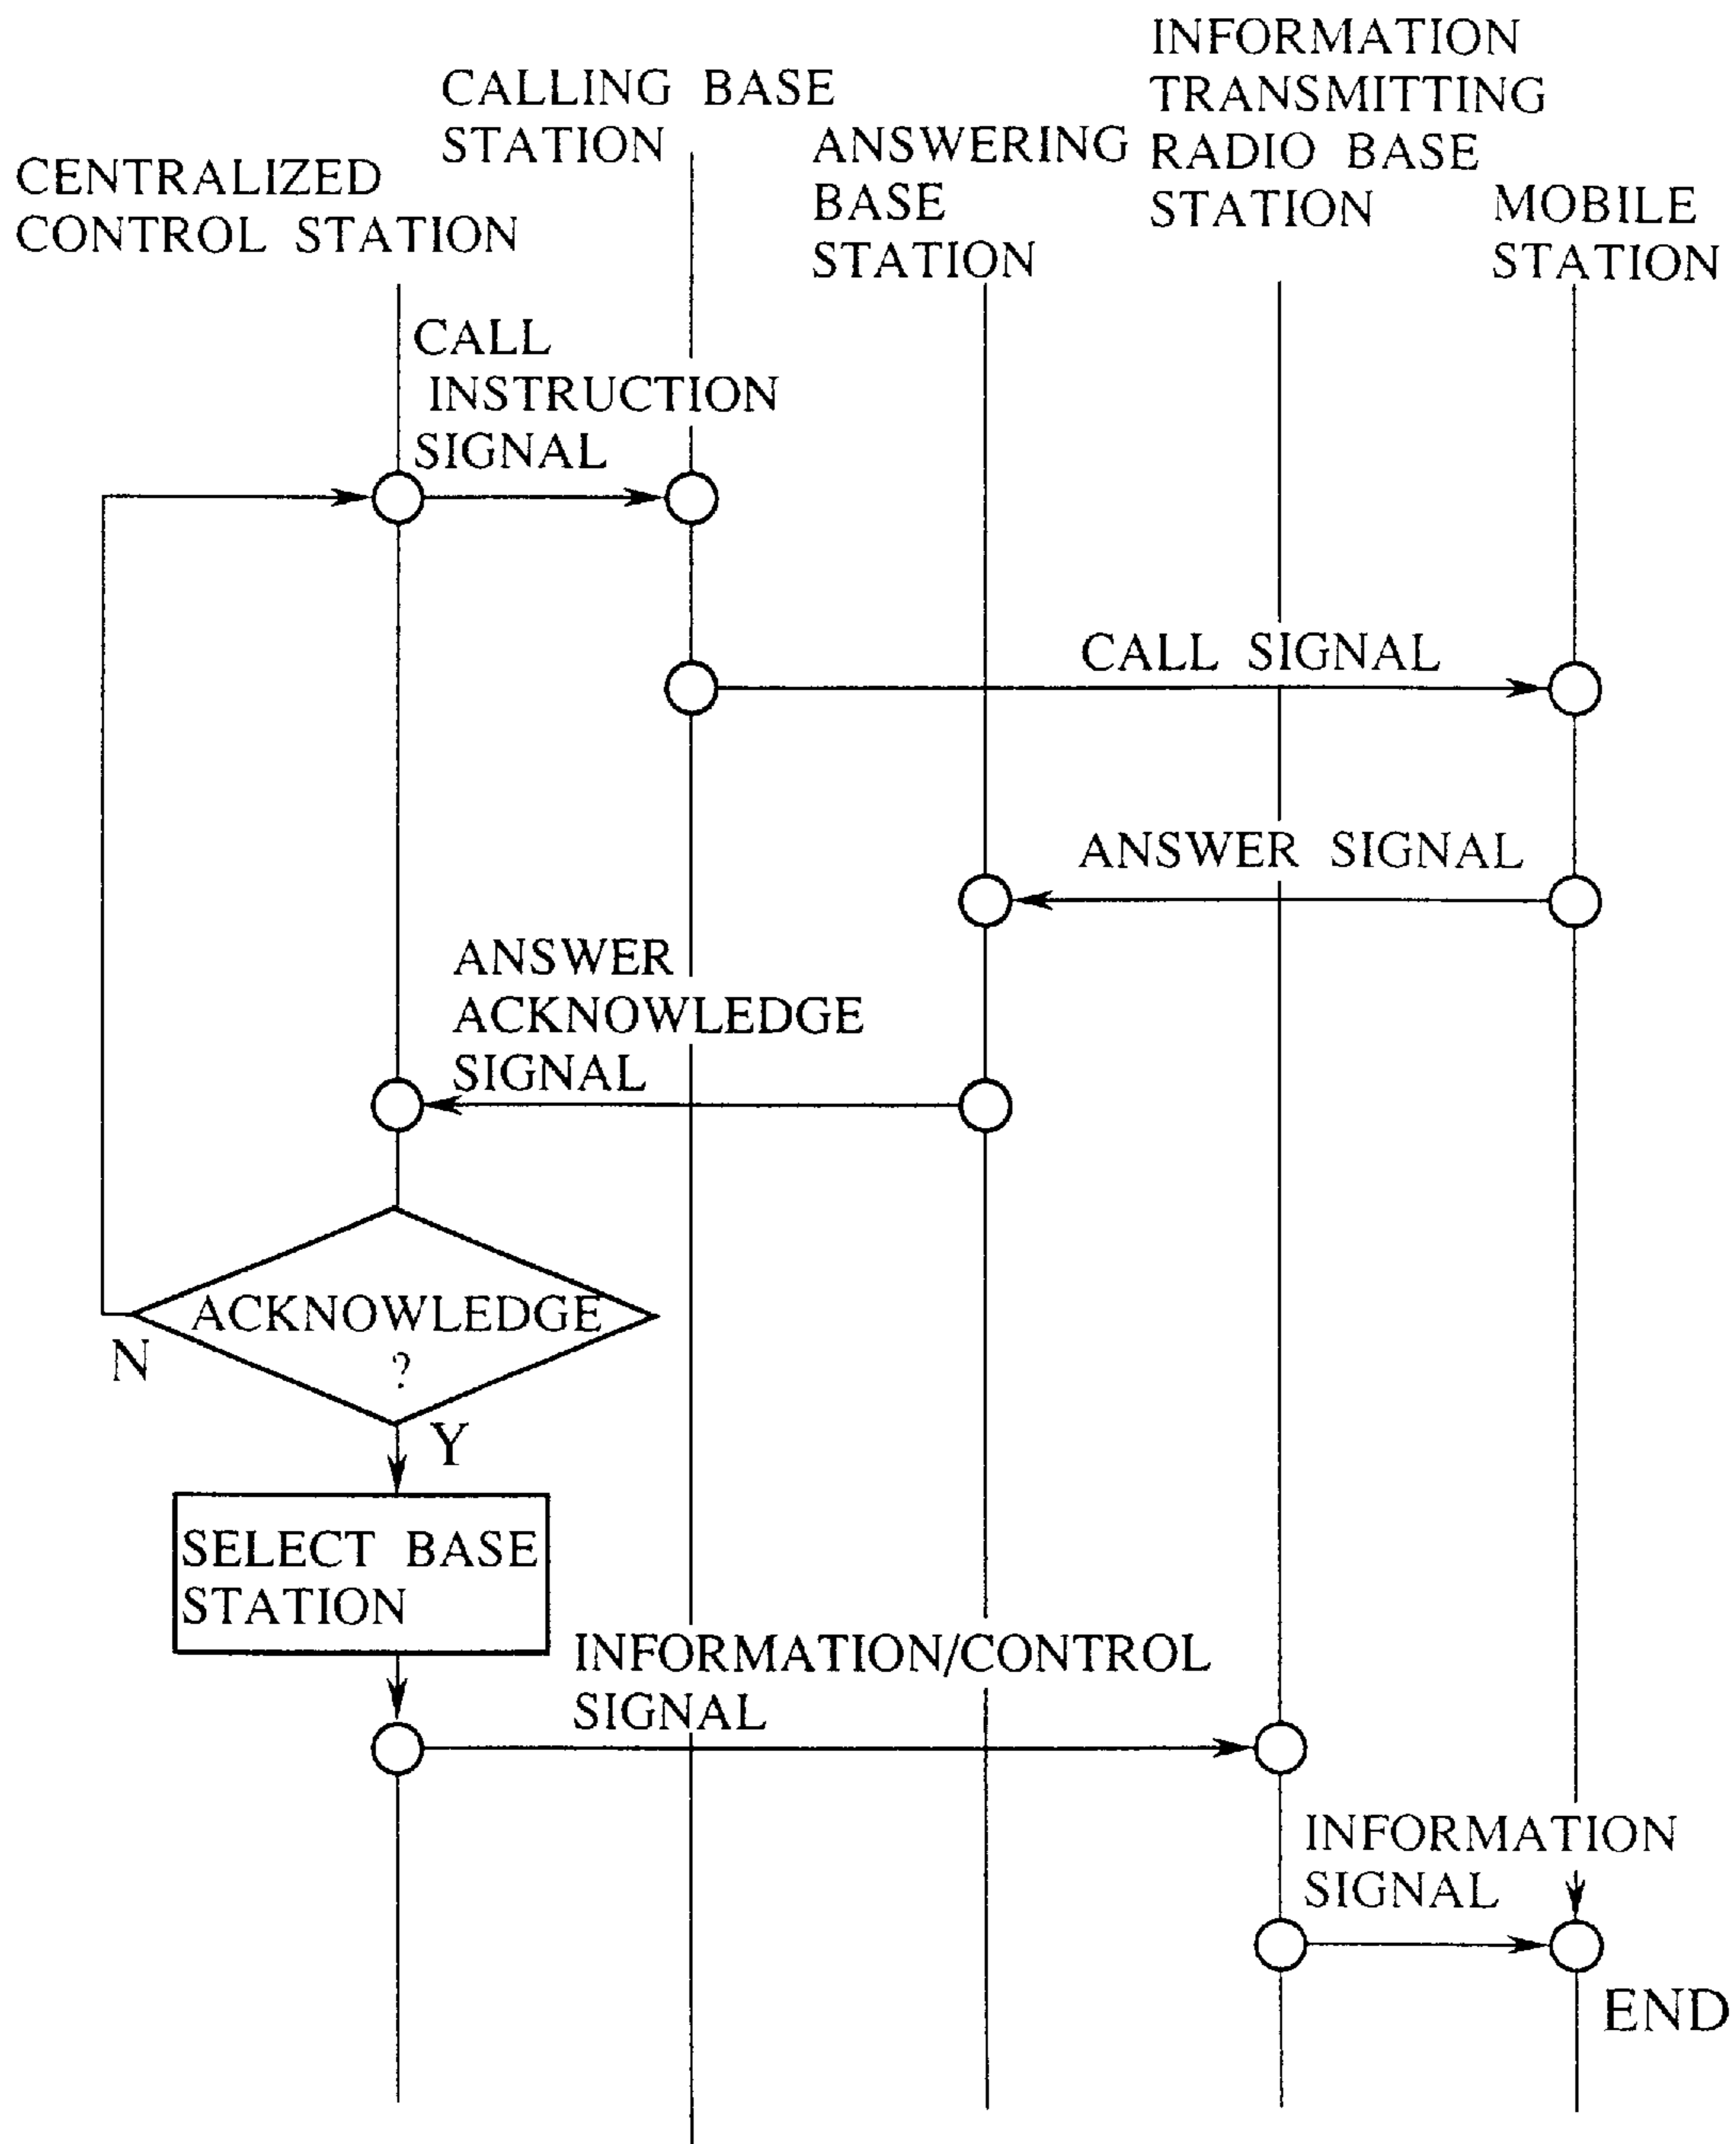 CENTRALIZED
CONTROL STATION
CALLING BASE
STATION
ANSWERING
BASE
STATION
INFORMATION
TRANSMITTING
RADIO BASE
STATION
MOBILE
STATION
CALL
INSTRUCTION
SIGNAL
CALL SIGNAL
ANSWER SIGNAL
ANSWER
ACKNOWLEDGE
SIGNAL
ACKNOWLEDGE
?
N
Y
SELECT BASE
STATION
INFORMATION/CONTROL
SIGNAL
INFORMATION
SIGNAL
END